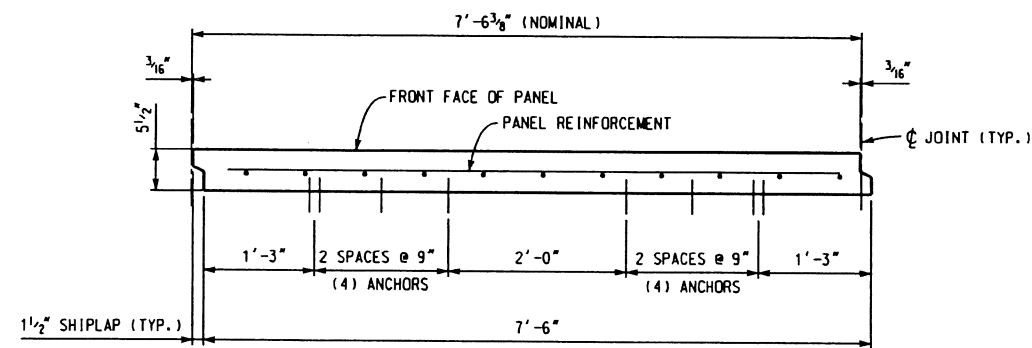 7'-6 3/8" (NOMINAL)
3/16"
3/16"
5 1/2"
FRONT FACE OF PANEL
PANEL REINFORCEMENT
℄ JOINT (TYP.)
1'-3"
2 SPACES @ 9"
(4) ANCHORS
2'-0"
2 SPACES @ 9"
(4) ANCHORS
1'-3"
1 1/2" SHIPLAP (TYP.)
7'-6"